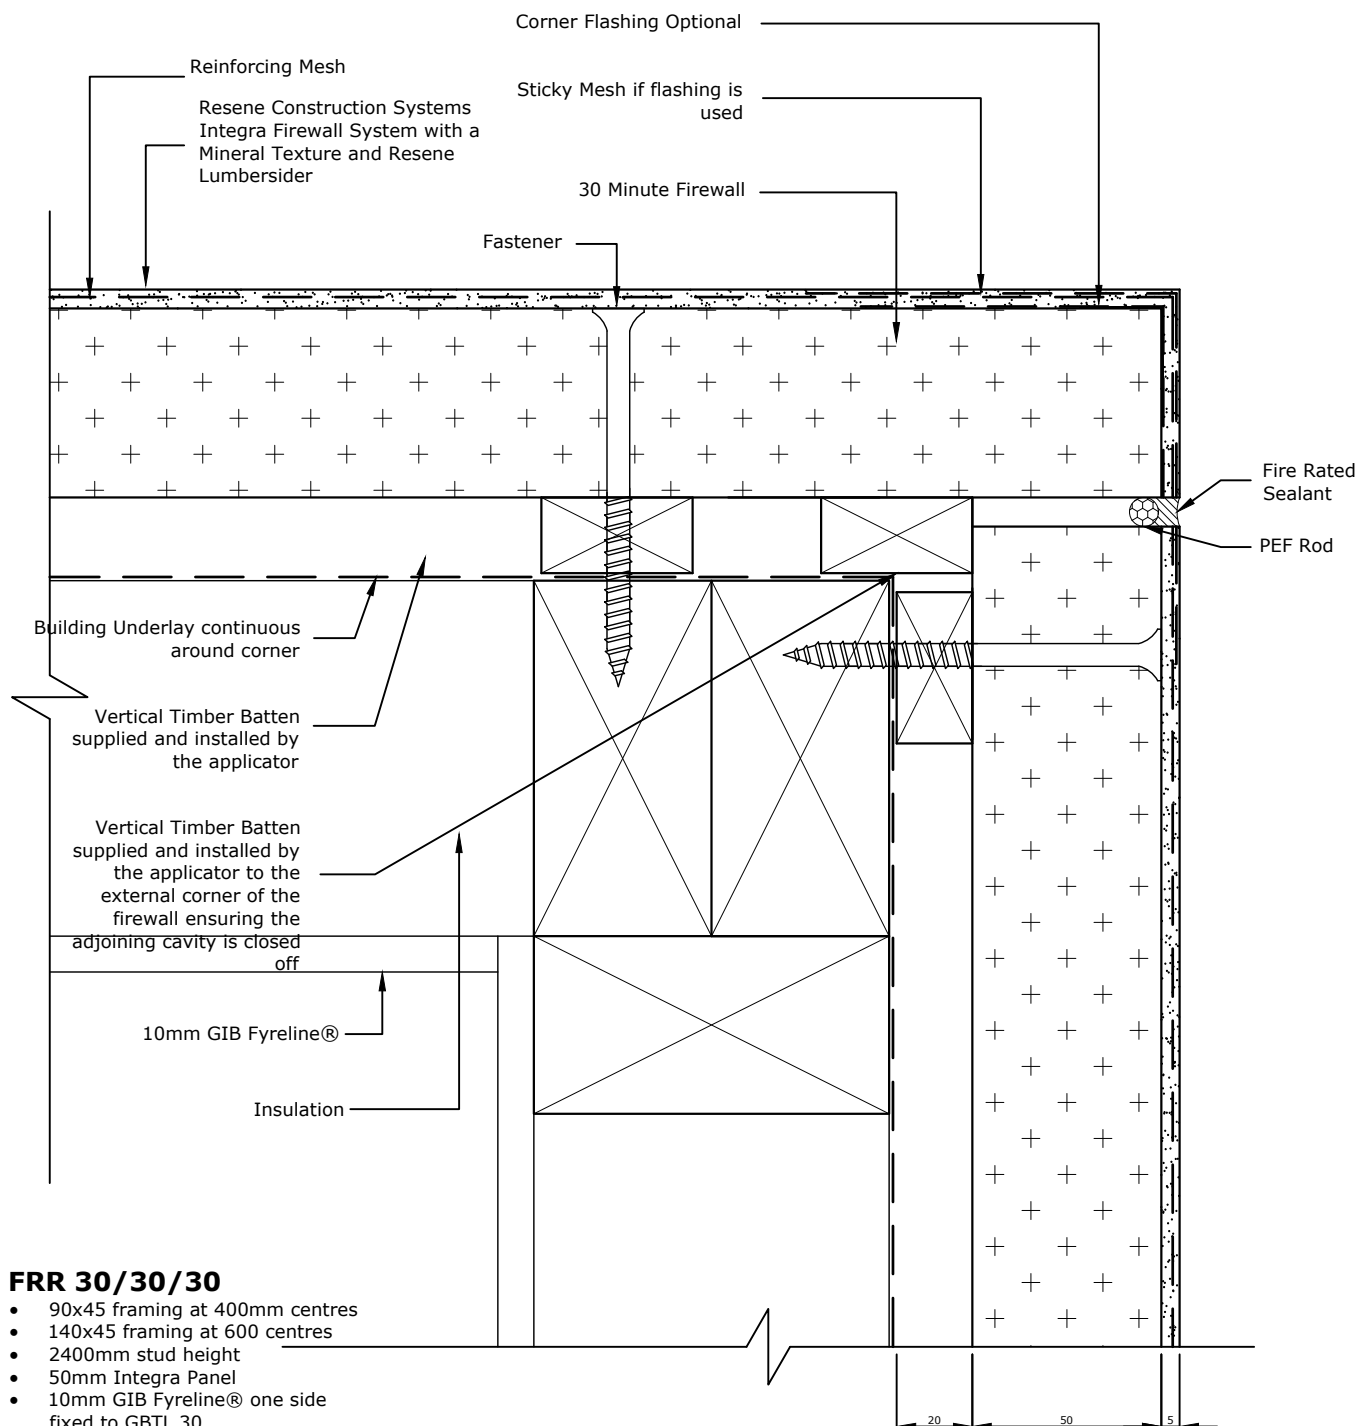 Corner Flashing Optional
Reinforcing Mesh
Sticky Mesh if flashing is
used
Resene Construction Systems
Integra Firewall System with a
Mineral Texture and Resene
Lumbersider
30 Minute Firewall
Fastener
Fire Rated
Sealant
PEF Rod
Building Underlay continuous
around corner
Vertical Timber Batten
supplied and installed by
the applicator
Vertical Timber Batten
supplied and installed by
the applicator to the
external corner of the
firewall ensuring the
adjoining cavity is closed
off
10mm GIB Fyreline®
Insulation
FRR 30/30/30
• 90x45 framing at 400mm centres
• 140x45 framing at 600 centres
• 2400mm stud height
• 50mm Integra Panel
• 10mm GIB Fyreline® one side
fixed to GBTL 30
20
50
5